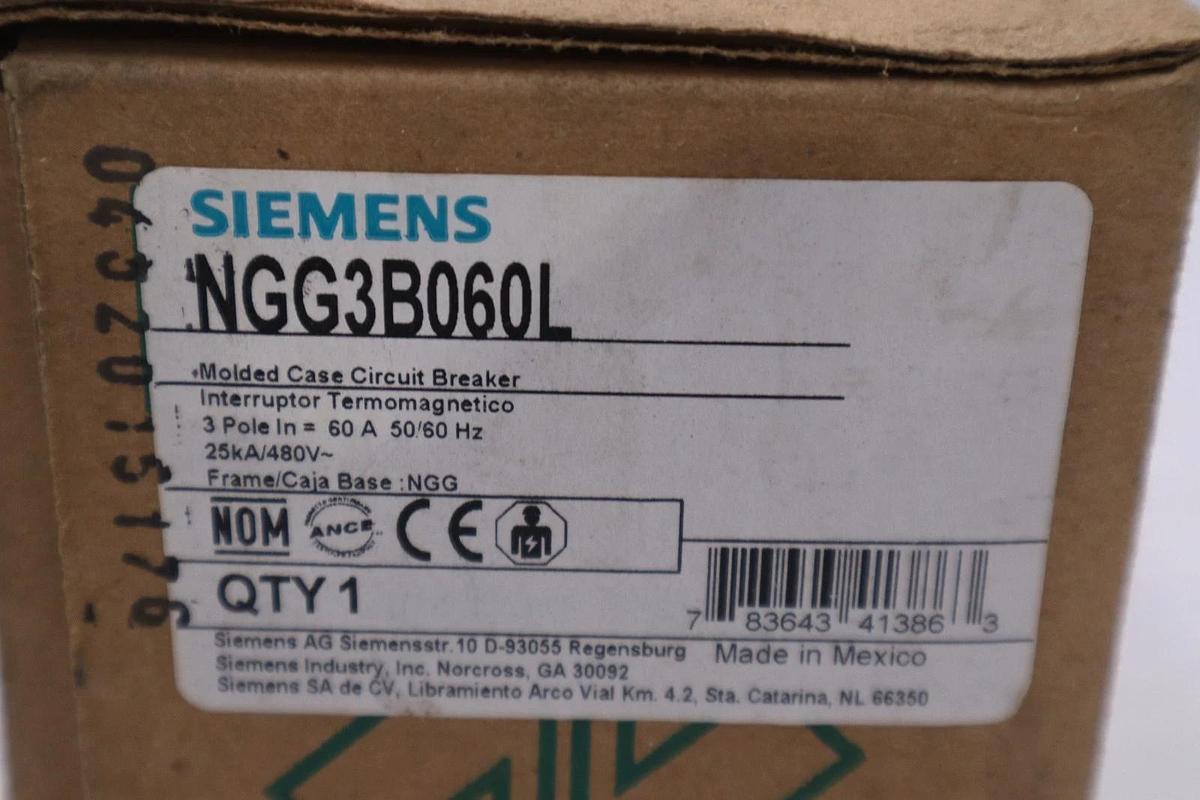 SIEMENS
NGG3B060L
Molded Case Circuit Breaker
Interruptor Termomagnetico
3 Pole In = 60 A 50/60 Hz
25kA/480V~
Frame/Caja Base :NGG
NOM ANCE CE
QTY 1
7 83643 41386 3
Siemens AG Siemensstr. 10 D-93055 Regensburg
Made in Mexico
Siemens Industry, Inc. Norcross, GA 30092
Siemens SA de CV, Libramiento Arco Vial Km. 4.2, Sta. Catarina, NL 66350